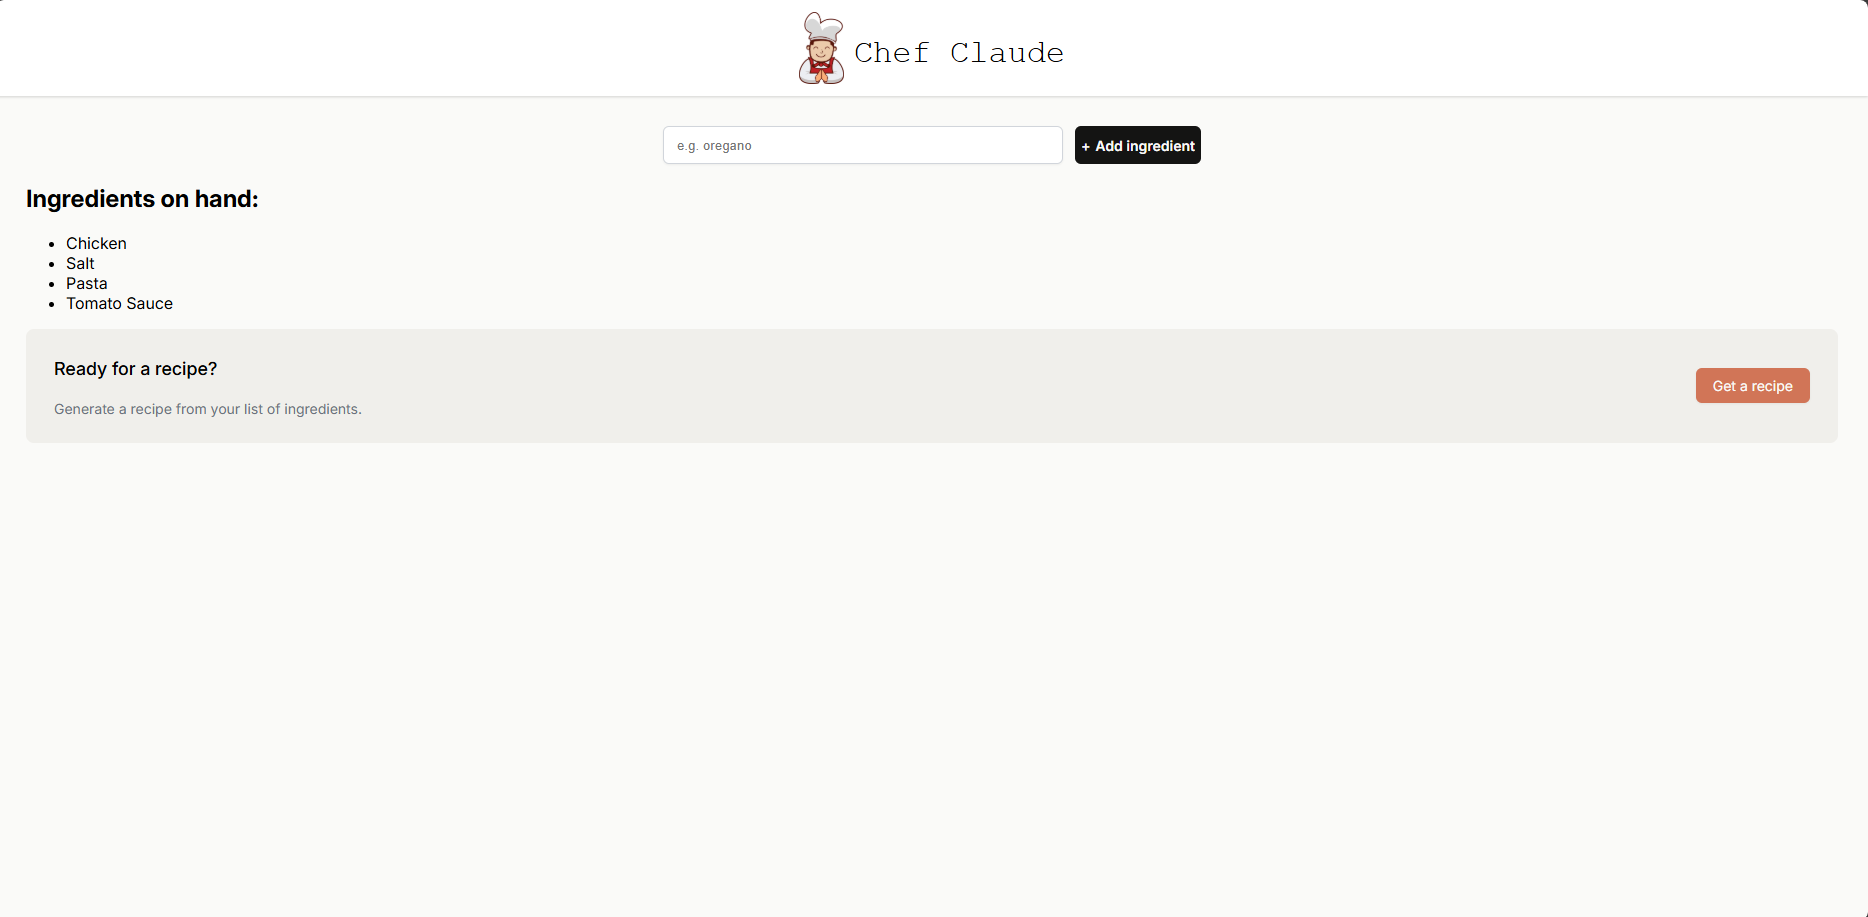 Chef Claude
e.g. oregano
+ Add ingredient
Ingredients on hand:
Chicken
Salt
Pasta
Tomato Sauce
Ready for a recipe?
Generate a recipe from your list of ingredients.
Get a recipe